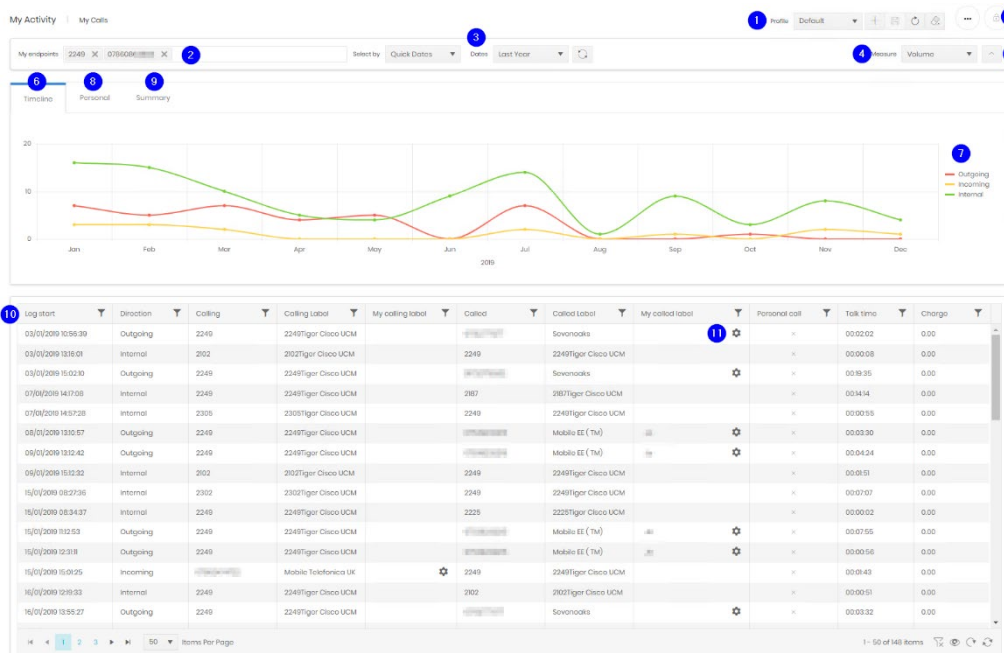 My Activity My Calls
1 Profile Default
My endpoints 2249 0786086 2 Select by Quick Dates 3 Dates Last Year 4 Measure Volume
6 8 9
Timeline Personal Summary
20
10
0
7
Outgoing
Incoming
Internal
Jan Feb Mar Apr May Jun Jul Aug Sep Oct Nov Dec
2019
10 Log start Direction Calling Calling Label My calling label Called Called Label My called label Personal call Talk time Charge
03/01/2019 10:56:39 Outgoing 2249 2249Tiger Cisco UCM Sevenoaks 11 00:02:02 0.00
03/01/2019 13:16:01 Internal 2102 2102Tiger Cisco UCM 2249 2249Tiger Cisco UCM 00:00:08 0.00
03/01/2019 15:02:10 Outgoing 2249 2249Tiger Cisco UCM Sevenoaks 00:19:35 0.00
07/01/2019 14:17:08 Internal 2249 2249Tiger Cisco UCM 2187 2187Tiger Cisco UCM 00:14:14 0.00
07/01/2019 14:57:28 Internal 2305 2305Tiger Cisco UCM 2249 2249Tiger Cisco UCM 00:00:55 0.00
08/01/2019 13:10:57 Outgoing 2249 2249Tiger Cisco UCM Mobile EE ( TM) 00:03:30 0.00
09/01/2019 13:12:42 Outgoing 2249 2249Tiger Cisco UCM Mobile EE ( TM) 00:04:24 0.00
09/01/2019 15:12:32 Internal 2102 2102Tiger Cisco UCM 2249 2249Tiger Cisco UCM 00:01:51 0.00
15/01/2019 08:27:36 Internal 2302 2302Tiger Cisco UCM 2249 2249Tiger Cisco UCM 00:07:07 0.00
15/01/2019 08:34:37 Internal 2249 2249Tiger Cisco UCM 2225 2225Tiger Cisco UCM 00:00:02 0.00
15/01/2019 11:12:53 Outgoing 2249 2249Tiger Cisco UCM Mobile EE ( TM) 00:07:55 0.00
15/01/2019 12:31:11 Outgoing 2249 2249Tiger Cisco UCM Mobile EE ( TM) 00:00:56 0.00
15/01/2019 15:01:25 Incoming Mobile Telefonica UK 2249 2249Tiger Cisco UCM 00:01:43 0.00
16/01/2019 12:19:33 Internal 2249 2249Tiger Cisco UCM 2102 2102Tiger Cisco UCM 00:00:51 0.00
16/01/2019 13:55:27 Outgoing 2249 2249Tiger Cisco UCM Sevenoaks 00:03:32 0.00
1 2 3 50 Items Per Page 1 - 50 of 148 items